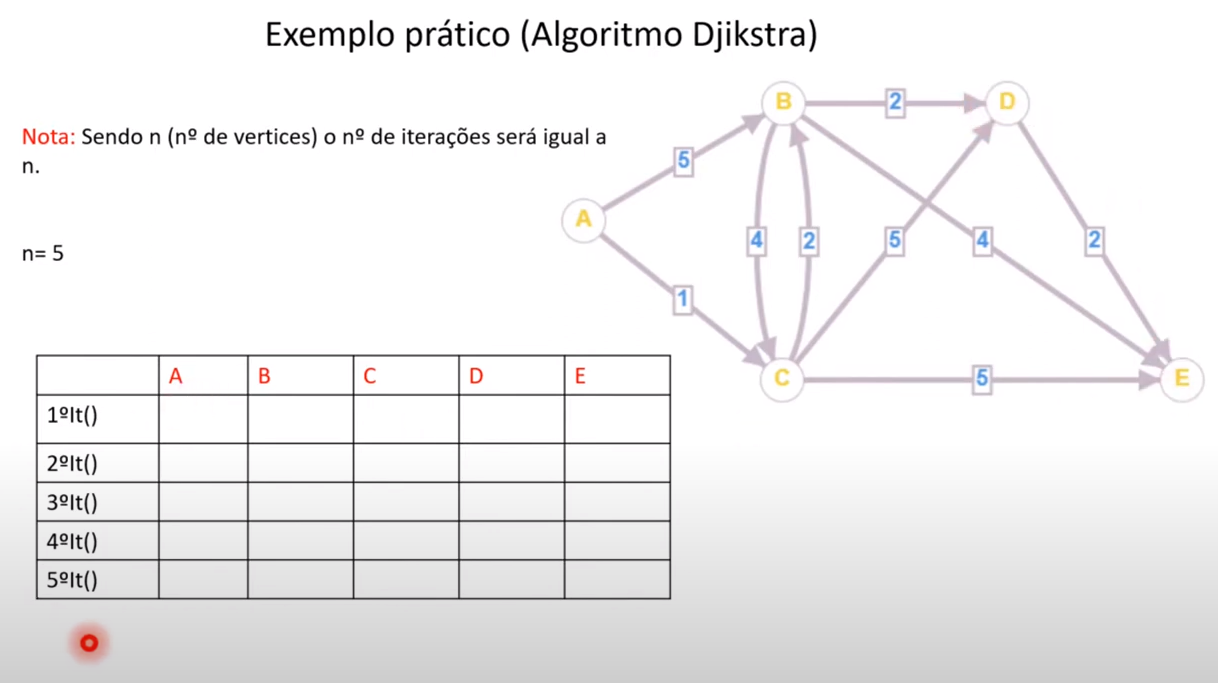 Exemplo prático (Algoritmo Djikstra)
Nota: Sendo n (nº de vertices) o nº de iterações será igual a
n.
n= 5
B 2 D
5
A
4 2 5 4 2
1
C 5 E
A B C D E
1ºIt()
2ºIt()
3ºIt()
4ºIt()
5ºIt()